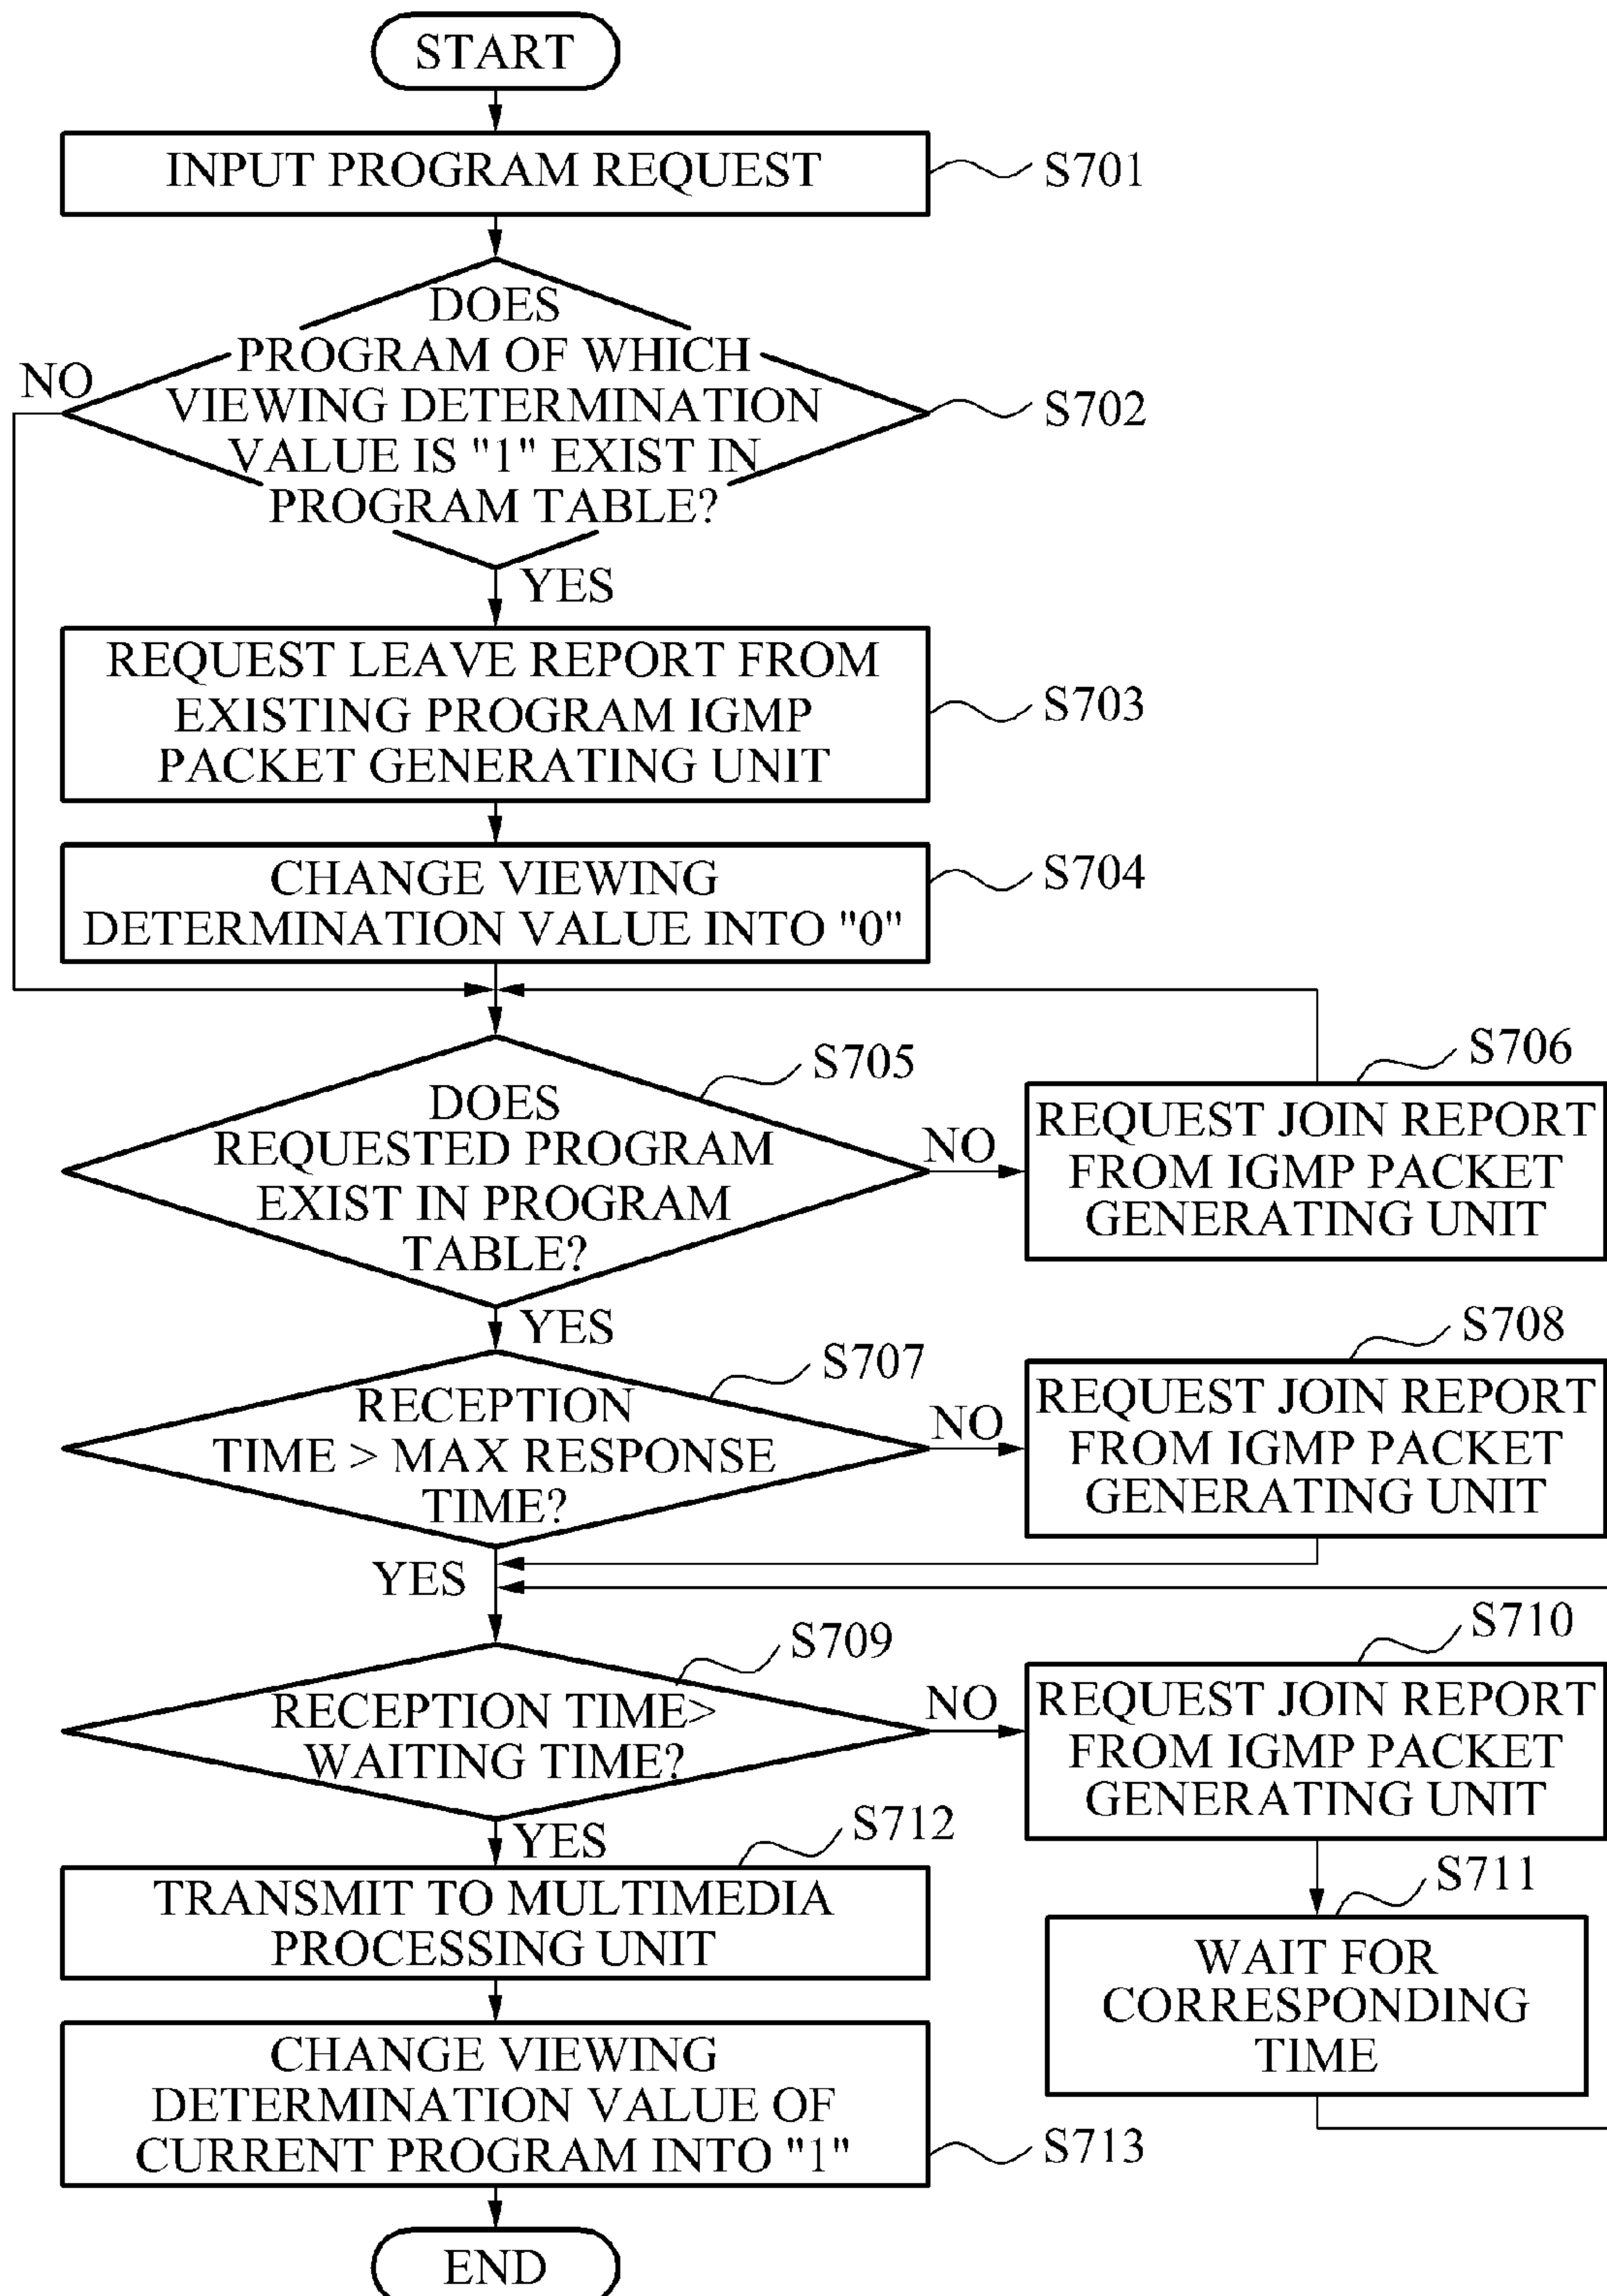 START
INPUT PROGRAM REQUEST
S701
DOES
PROGRAM OF WHICH
VIEWING DETERMINATION
VALUE IS "1" EXIST IN
PROGRAM TABLE?
NO
S702
YES
REQUEST LEAVE REPORT FROM
EXISTING PROGRAM IGMP
PACKET GENERATING UNIT
S703
CHANGE VIEWING
DETERMINATION VALUE INTO "0"
S704
S705
DOES
REQUESTED PROGRAM
EXIST IN PROGRAM
TABLE?
NO
S706
REQUEST JOIN REPORT
FROM IGMP PACKET
GENERATING UNIT
YES
S707
RECEPTION
TIME > MAX RESPONSE
TIME?
NO
S708
REQUEST JOIN REPORT
FROM IGMP PACKET
GENERATING UNIT
YES
S709
RECEPTION TIME>
WAITING TIME?
NO
S710
REQUEST JOIN REPORT
FROM IGMP PACKET
GENERATING UNIT
S711
WAIT FOR
CORRESPONDING
TIME
YES
S712
TRANSMIT TO MULTIMEDIA
PROCESSING UNIT
CHANGE VIEWING
DETERMINATION VALUE OF
CURRENT PROGRAM INTO "1"
S713
END